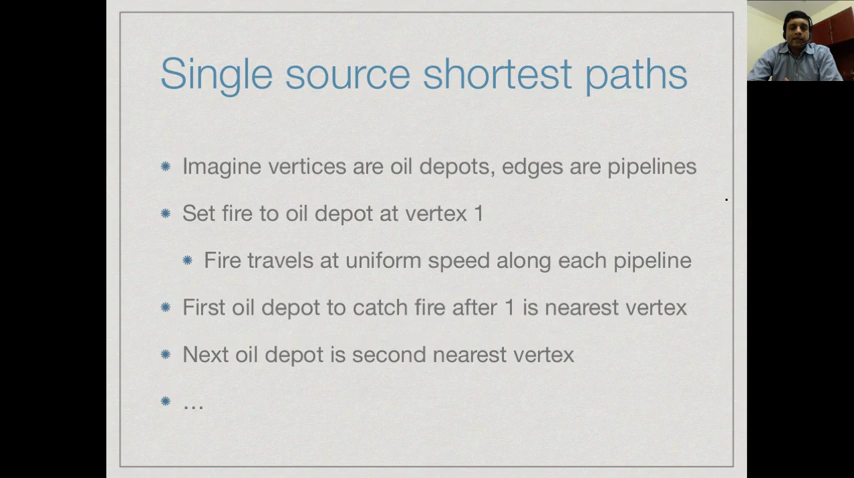 Single source shortest paths
Imagine vertices are oil depots, edges are pipelines
Set fire to oil depot at vertex 1
Fire travels at uniform speed along each pipeline
First oil depot to catch fire after 1 is nearest vertex
Next oil depot is second nearest vertex
…